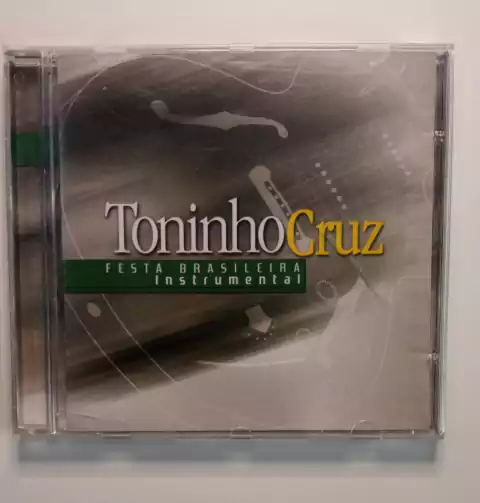 ToninhoCruz
FESTA BRASILEIRA
Instrumental